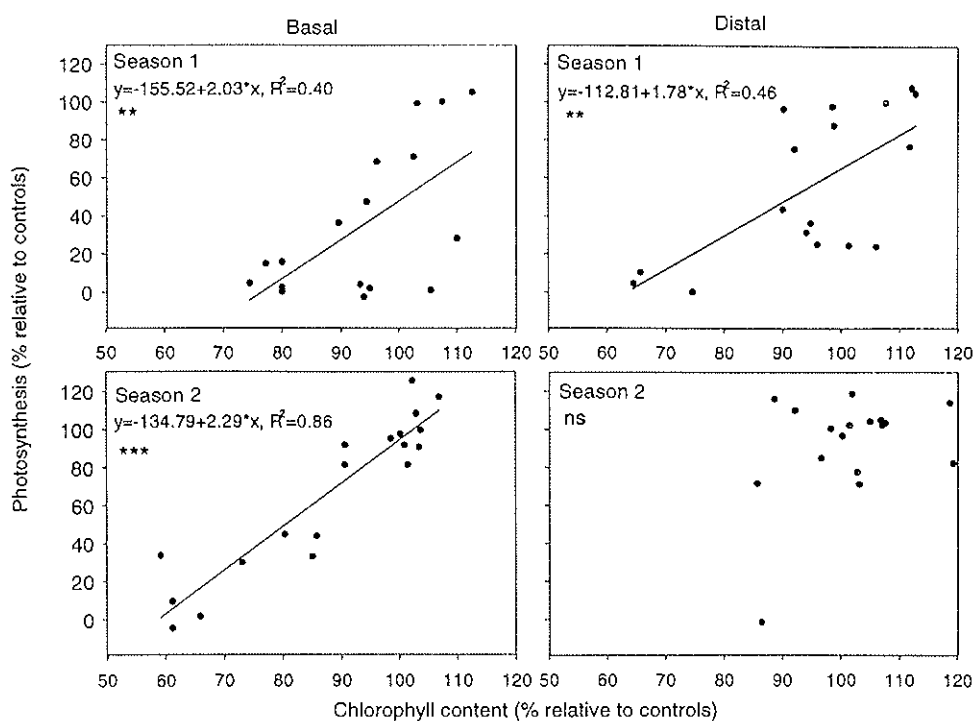 Basal
Distal
Photosynthesis (% relative to controls)
120
100
80
60
40
20
0
Season 1
y=-155.52+2.03*x, R²=0.40
**
50 60 70 80 90 100 110 120
Season 1
y=-112.81+1.78*x, R²=0.46
**
50 60 70 80 90 100 110 120
120
100
80
60
40
20
0
Season 2
y=-134.79+2.29*x, R²=0.86
***
50 60 70 80 90 100 110 120
Season 2
ns
50 60 70 80 90 100 110 120
Chlorophyll content (% relative to controls)